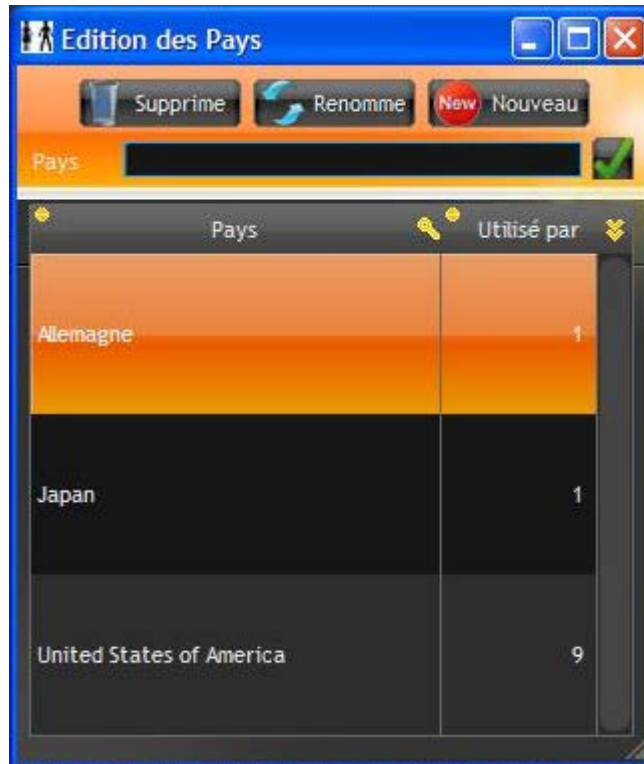 Edition des Pays
Supprime Renomme New Nouveau
Pays
Pays Utilisé par
Allemagne 1
Japan 1
United States of America 9